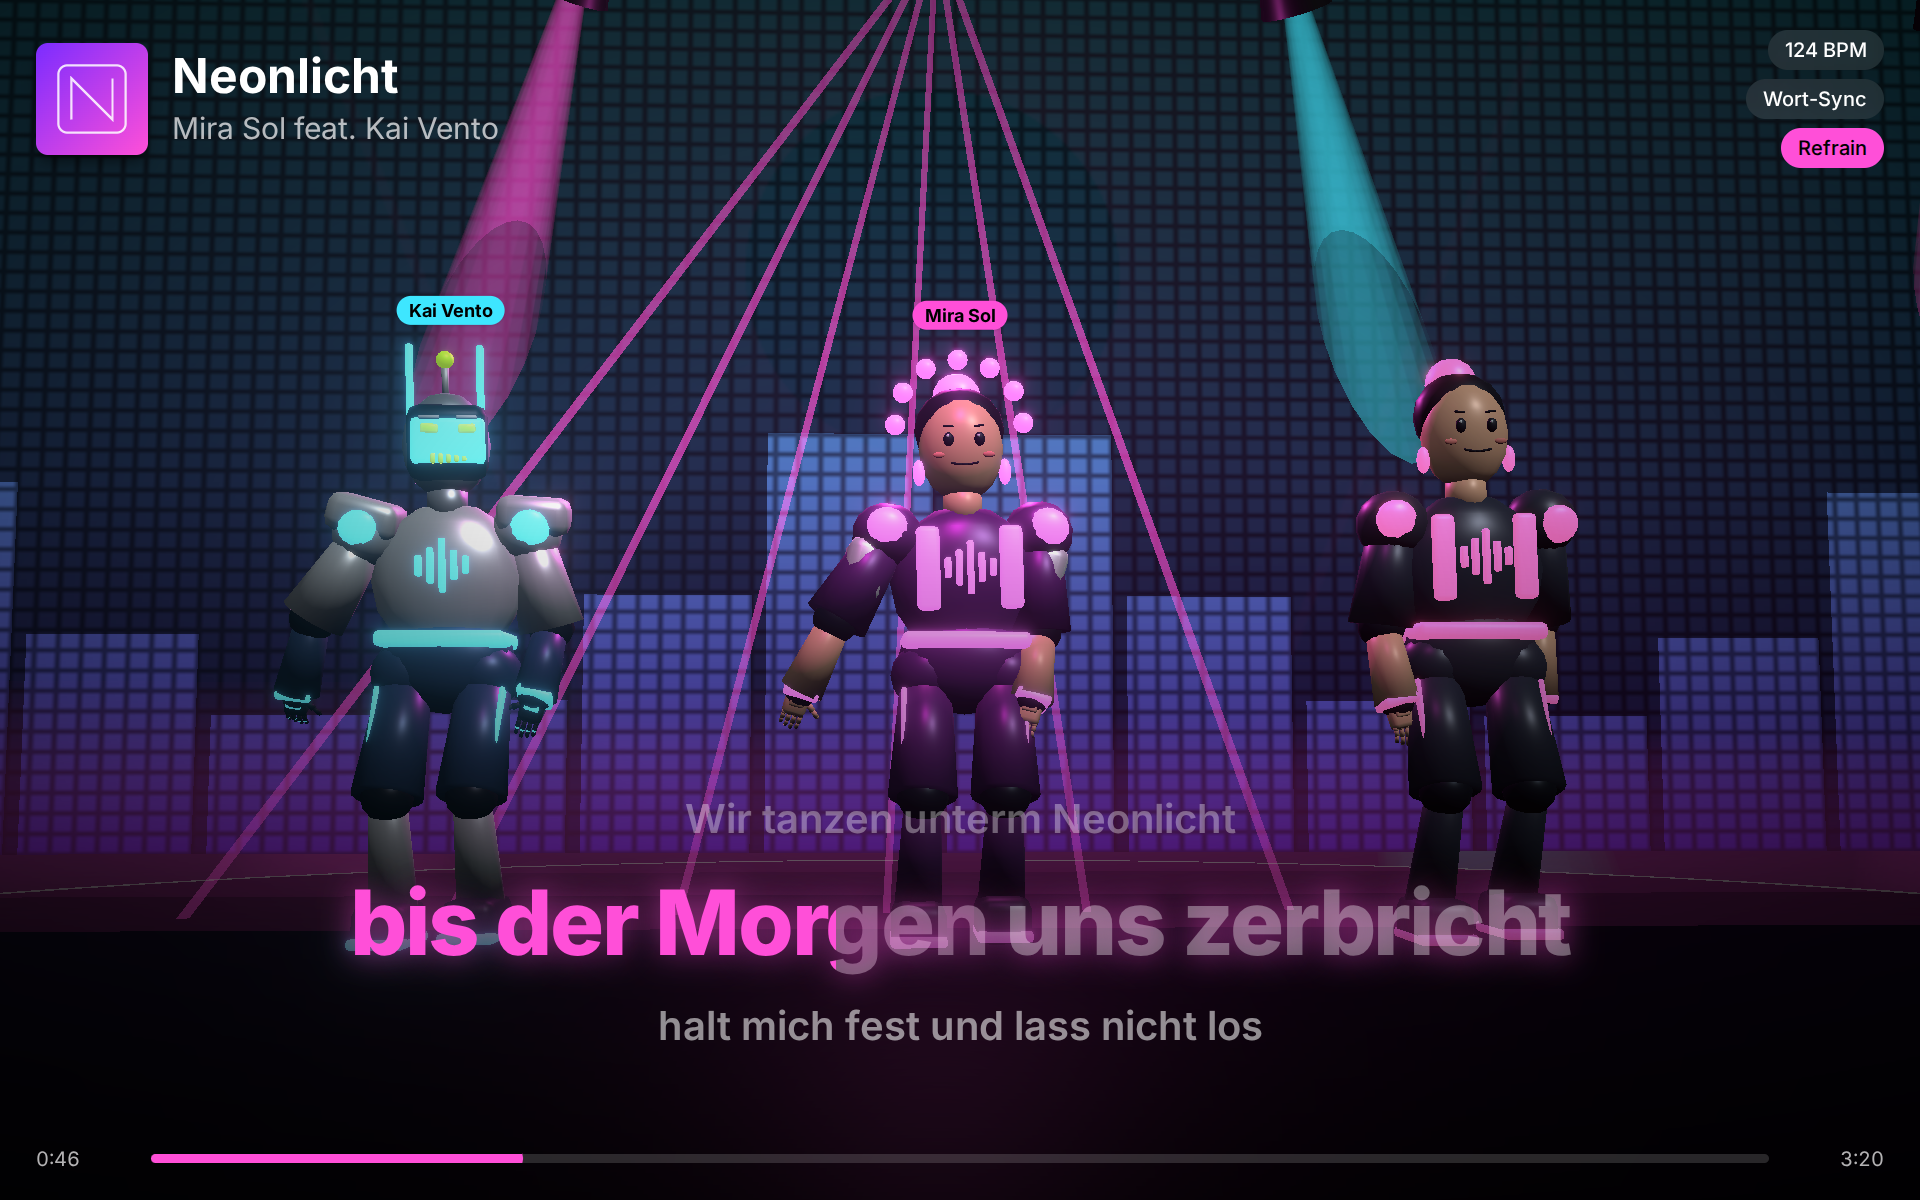 N
Neonlicht
Mira Sol feat. Kai Vento
124 BPM
Wort-Sync
Refrain
Kai Vento
Mira Sol
Wir tanzen unterm Neonlicht
bis der Morgen uns zerbricht
halt mich fest und lass nicht los
0:46
3:20